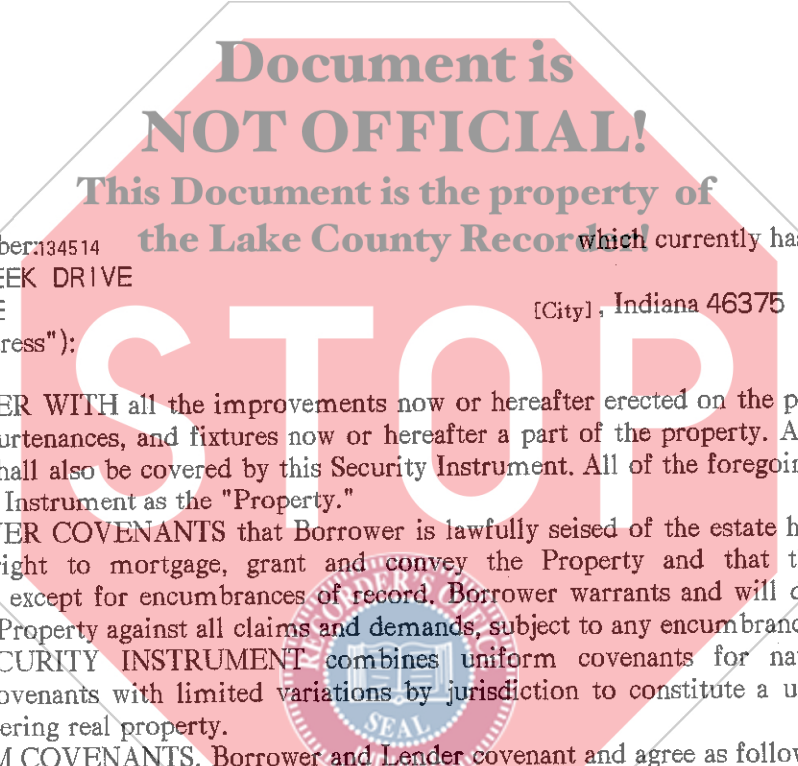 Document is
NOT OFFICIAL!
This Document is the property of
the Lake County Recorder!
STOP
ber:134514 which currently has
EEK DRIVE
E [City], Indiana 46375
ress"):
ER WITH all the improvements now or hereafter erected on the p
urtenances, and fixtures now or hereafter a part of the property. A
hall also be covered by this Security Instrument. All of the foregoin
Instrument as the "Property."
ER COVENANTS that Borrower is lawfully seised of the estate h
ight to mortgage, grant and convey the Property and that t
except for encumbrances of record. Borrower warrants and will d
Property against all claims and demands, subject to any encumbranc
CURITY INSTRUMENT combines uniform covenants for na
ovenants with limited variations by jurisdiction to constitute a u
ering real property.
M COVENANTS. Borrower and Lender covenant and agree as follow
RECORDER'S OFFICE
SEAL